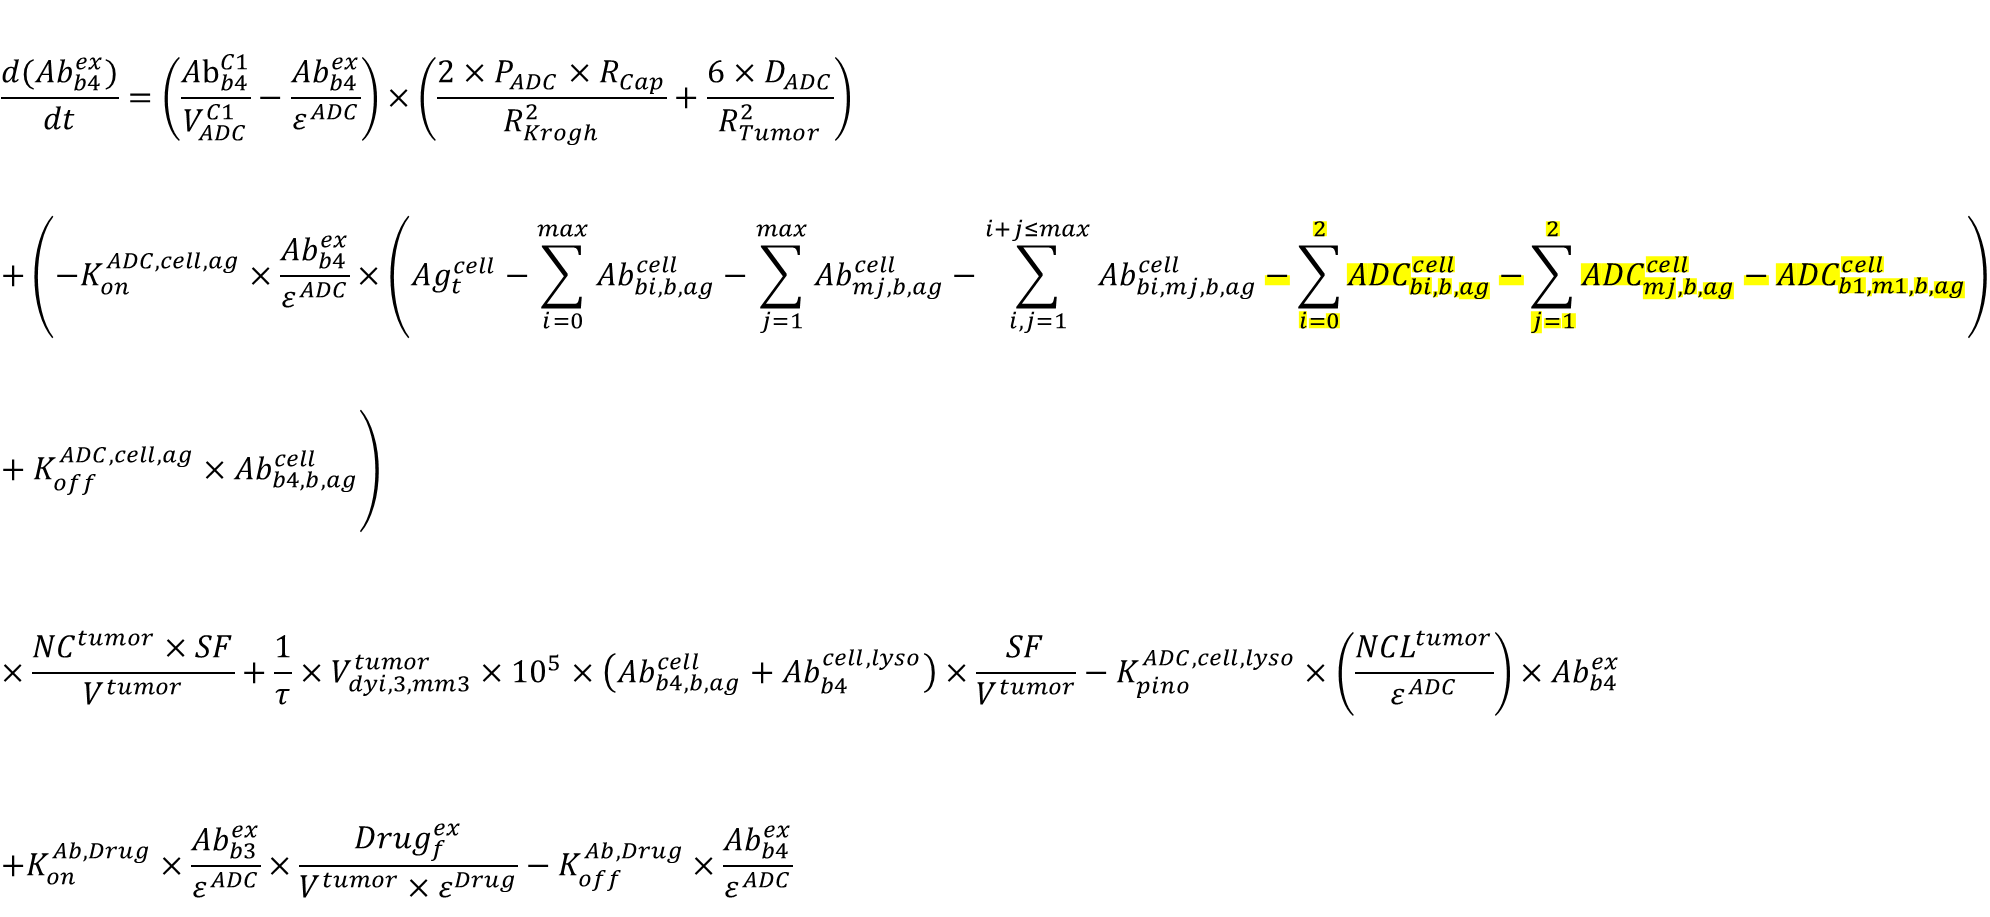 d(Ab_{b4}^{ex})/dt = (Ab_{b4}^{C1}/V_{ADC}^{C1} − Ab_{b4}^{ex}/ε^{ADC}) × ((2 × P_{ADC} × R_{Cap})/R_{Krogh}^{2} + (6 × D_{ADC})/R_{Tumor}^{2})
+ (−K_{on}^{ADC,cell,ag} × Ab_{b4}^{ex}/ε^{ADC} × (Ag_{t}^{cell} − ∑_{i=0}^{max} Ab_{bi,b,ag}^{cell} − ∑_{j=1}^{max} Ab_{mj,b,ag}^{cell} − ∑_{i,j=1}^{i+j≤max} Ab_{bi,mj,b,ag}^{cell} − ∑_{i=0}^{2} ADC_{bi,b,ag}^{cell} − ∑_{j=1}^{2} ADC_{mj,b,ag}^{cell} − ADC_{b1,m1,b,ag}^{cell})
+ K_{off}^{ADC,cell,ag} × Ab_{b4,b,ag}^{cell})
× (NC^{tumor} × SF)/V^{tumor} + 1/τ × V_{dyi,3,mm3}^{tumor} × 10^{5} × (Ab_{b4,b,ag}^{cell} + Ab_{b4}^{cell,lyso}) × SF/V^{tumor} − K_{pino}^{ADC,cell,lyso} × (NCL^{tumor}/ε^{ADC}) × Ab_{b4}^{ex}
+K_{on}^{Ab,Drug} × Ab_{b3}^{ex}/ε^{ADC} × Drug_{f}^{ex}/(V^{tumor} × ε^{Drug}) − K_{off}^{Ab,Drug} × Ab_{b4}^{ex}/ε^{ADC}